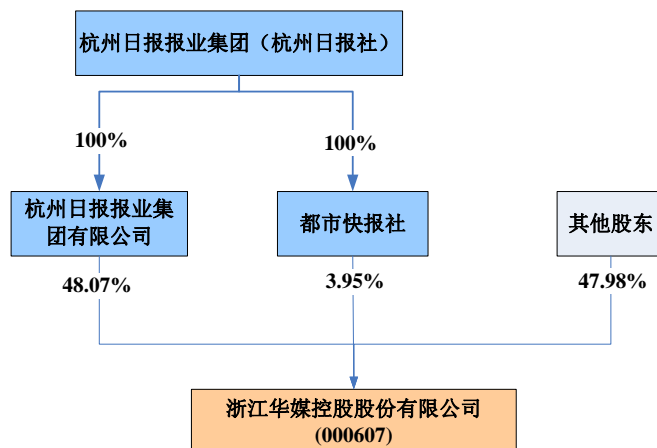 杭州日报报业集团（杭州日报社）
100%
100%
杭州日报报业集
团有限公司
都市快报社
其他股东
48.07%
3.95%
47.98%
浙江华媒控股股份有限公司
(000607)